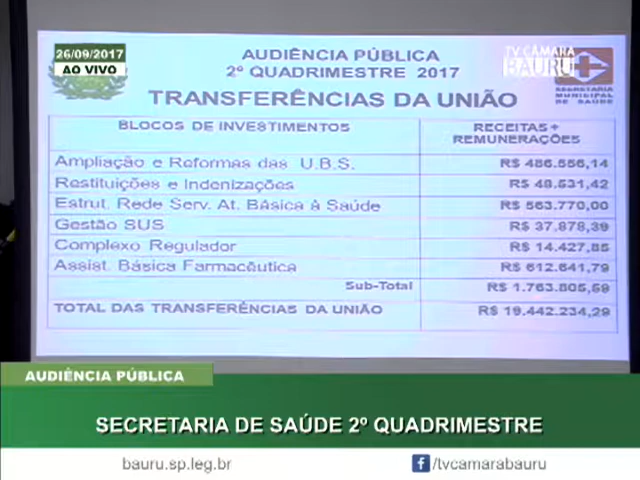 26/09/2017
AO VIVO
AUDIÊNCIA PÚBLICA
2º QUADRIMESTRE 2017
TV CÂMARA
BAURU
SECRETARIA
MUNICIPAL
DE SAÚDE
TRANSFERÊNCIAS DA UNIÃO
BLOCOS DE INVESTIMENTOS RECEITAS+
REMUNERAÇÕES
Ampliação e Reformas das U.B.S. R$ 486.556,14
Restituições e Indenizações R$ 48.531,42
Estrut. Rede Serv. At. Básica à Saúde R$ 563.770,00
Gestão SUS R$ 37.878,39
Complexo Regulador R$ 14.427,85
Assist. Básica Farmacêutica R$ 612.641,79
Sub-Total R$ 1.763.805,59
TOTAL DAS TRANSFERÊNCIAS DA UNIÃO R$ 19.442.234,29
AUDIÊNCIA PÚBLICA
SECRETARIA DE SAÚDE 2º QUADRIMESTRE
bauru.sp.leg.br /tvcamarabauru